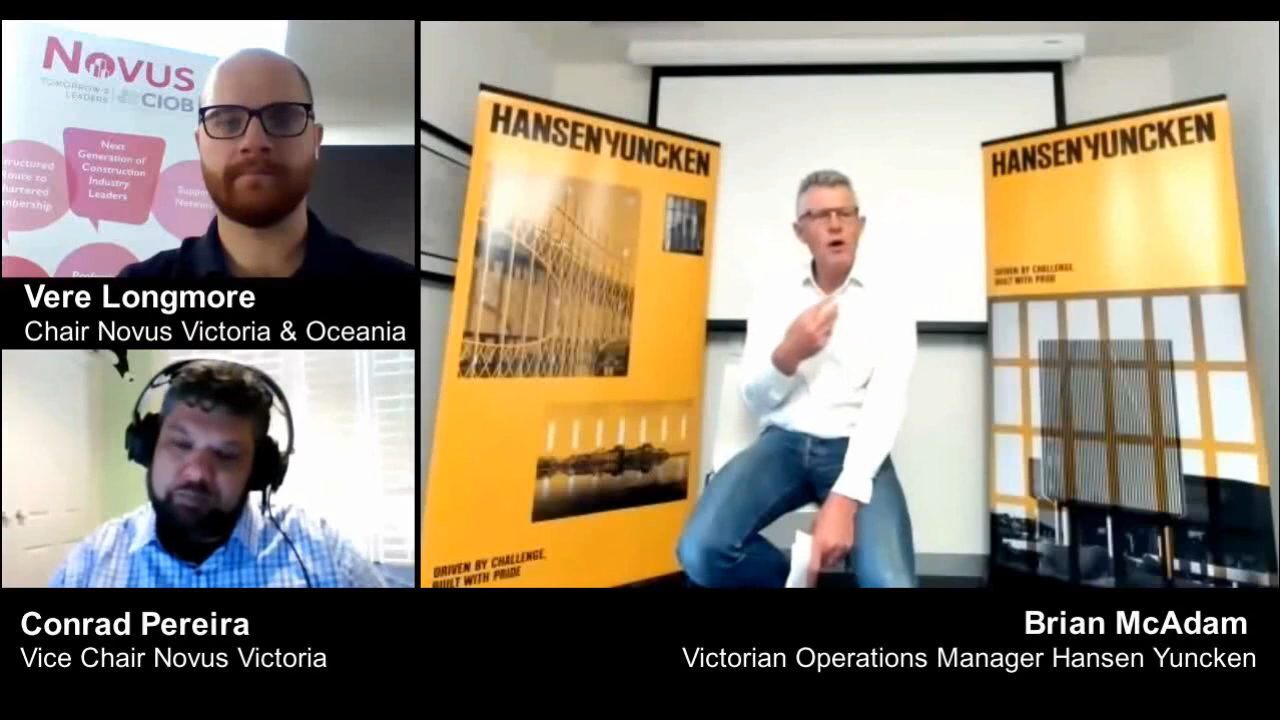 NOVUS
TOMORROW'S
LEADERS
CIOB
Next
Generation of
Construction
Industry
Leaders
Vere Longmore
Chair Novus Victoria & Oceania
Conrad Pereira
Vice Chair Novus Victoria
HANSENYUNCKEN
DRIVEN BY CHALLENGE.
BUILT WITH PRIDE
HANSENYUNCKEN
DRIVEN BY CHALLENGE.
BUILT WITH PRIDE
Brian McAdam
Victorian Operations Manager Hansen Yuncken